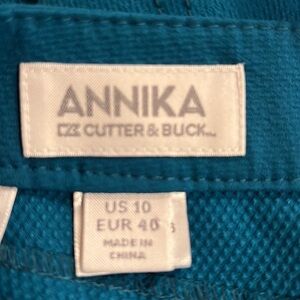 ANNIKA
CUTTER & BUCK
US 10
EUR 40
MADE IN
CHINA